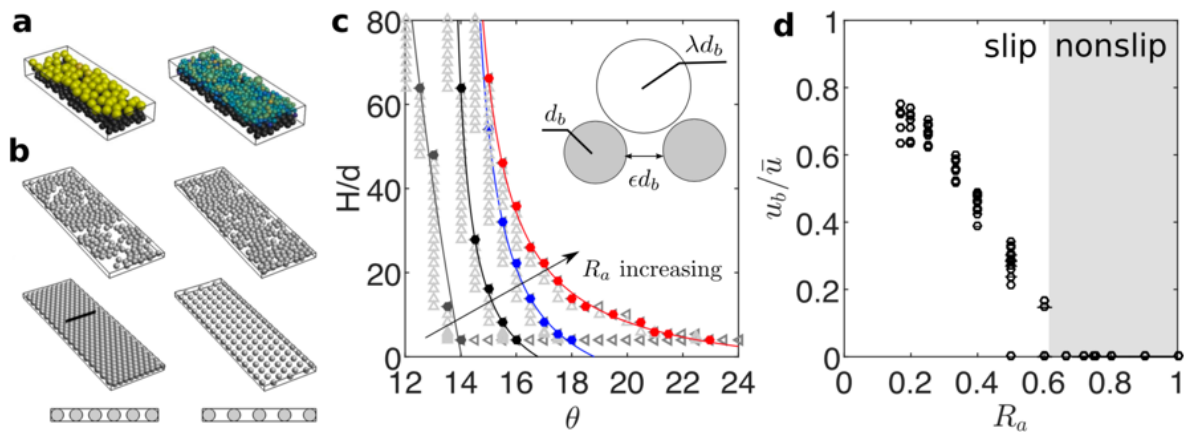 a
b
c
80
60
40
20
0
H/d
12 14 16 18 20 22 24
θ
λd_b
d_b
ϵd_b
R_a increasing
d
slip nonslip
1
0.8
0.6
0.4
0.2
0
u_b/ū
0 0.2 0.4 0.6 0.8 1
R_a